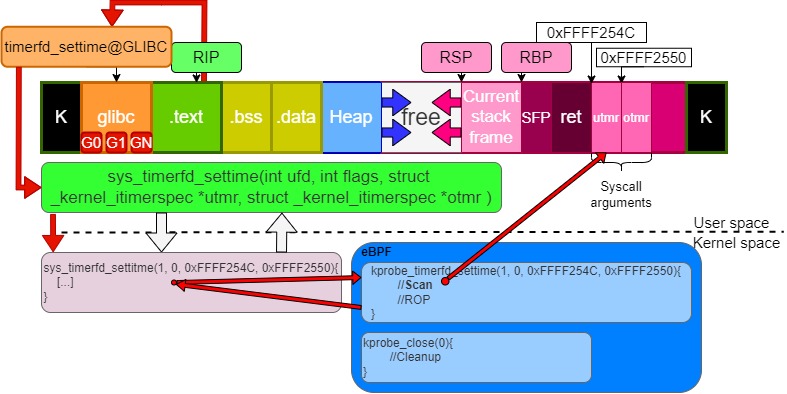 0xFFFF254C
timerfd_settime@GLIBC
RIP
RSP
RBP
0xFFFF2550
K
glibc
G0
G1
GN
.text
.bss
.data
Heap
free
Current
stack
frame
SFP
ret
utmr
otmr
K
sys_timerfd_settime(int ufd, int flags, struct
_kernel_itimerspec *utmr, struct _kernel_itimerspec *otmr )
Syscall
arguments
User space
Kernel space
sys_timerfd_settitme(1, 0, 0xFFFF254C, 0xFFFF2550){
[...]
}
eBPF
kprobe_timerfd_settime(1, 0, 0xFFFF254C, 0xFFFF2550){
//Scan
//ROP
}
kprobe_close(0){
//Cleanup
}